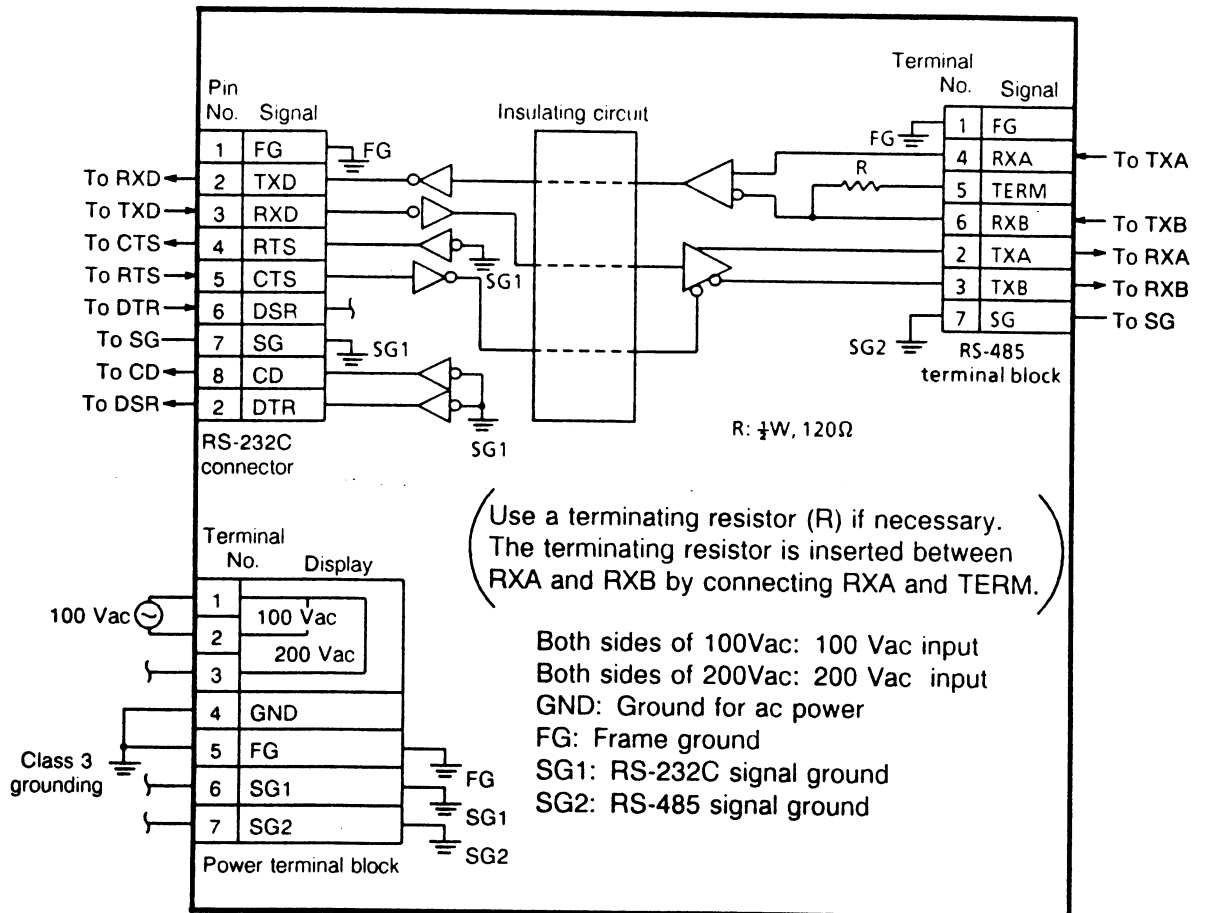 Pin
No. Signal
1 FG
FG
To RXD 2 TXD
To TXD 3 RXD
To CTS 4 RTS
SG1
To RTS 5 CTS
To DTR 6 DSR
To SG 7 SG
SG1
To CD 8 CD
To DSR 2 DTR
SG1
RS-232C
connector
Insulating circuit
Terminal
No. Signal
FG
1 FG
4 RXA To TXA
R
5 TERM
6 RXB To TXB
2 TXA To RXA
3 TXB To RXB
7 SG To SG
SG2
RS-485
terminal block
R: ½W, 120Ω
Use a terminating resistor (R) if necessary.
The terminating resistor is inserted between
RXA and RXB by connecting RXA and TERM.
Terminal
No. Display
100 Vac
1
100 Vac
2
200 Vac
3
4 GND
5 FG
FG
Class 3
grounding
6 SG1
SG1
7 SG2
SG2
Power terminal block
Both sides of 100Vac: 100 Vac input
Both sides of 200Vac: 200 Vac input
GND: Ground for ac power
FG: Frame ground
SG1: RS-232C signal ground
SG2: RS-485 signal ground